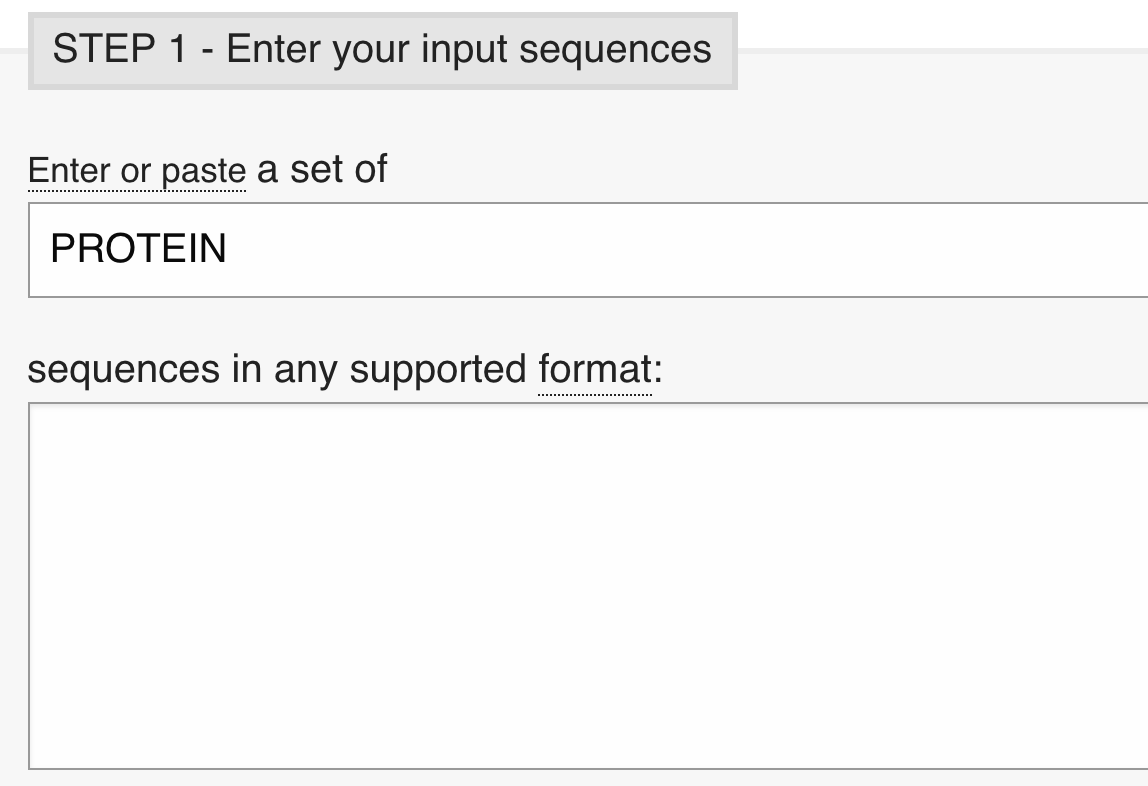 STEP 1 - Enter your input sequences
Enter or paste a set of
PROTEIN
sequences in any supported format: